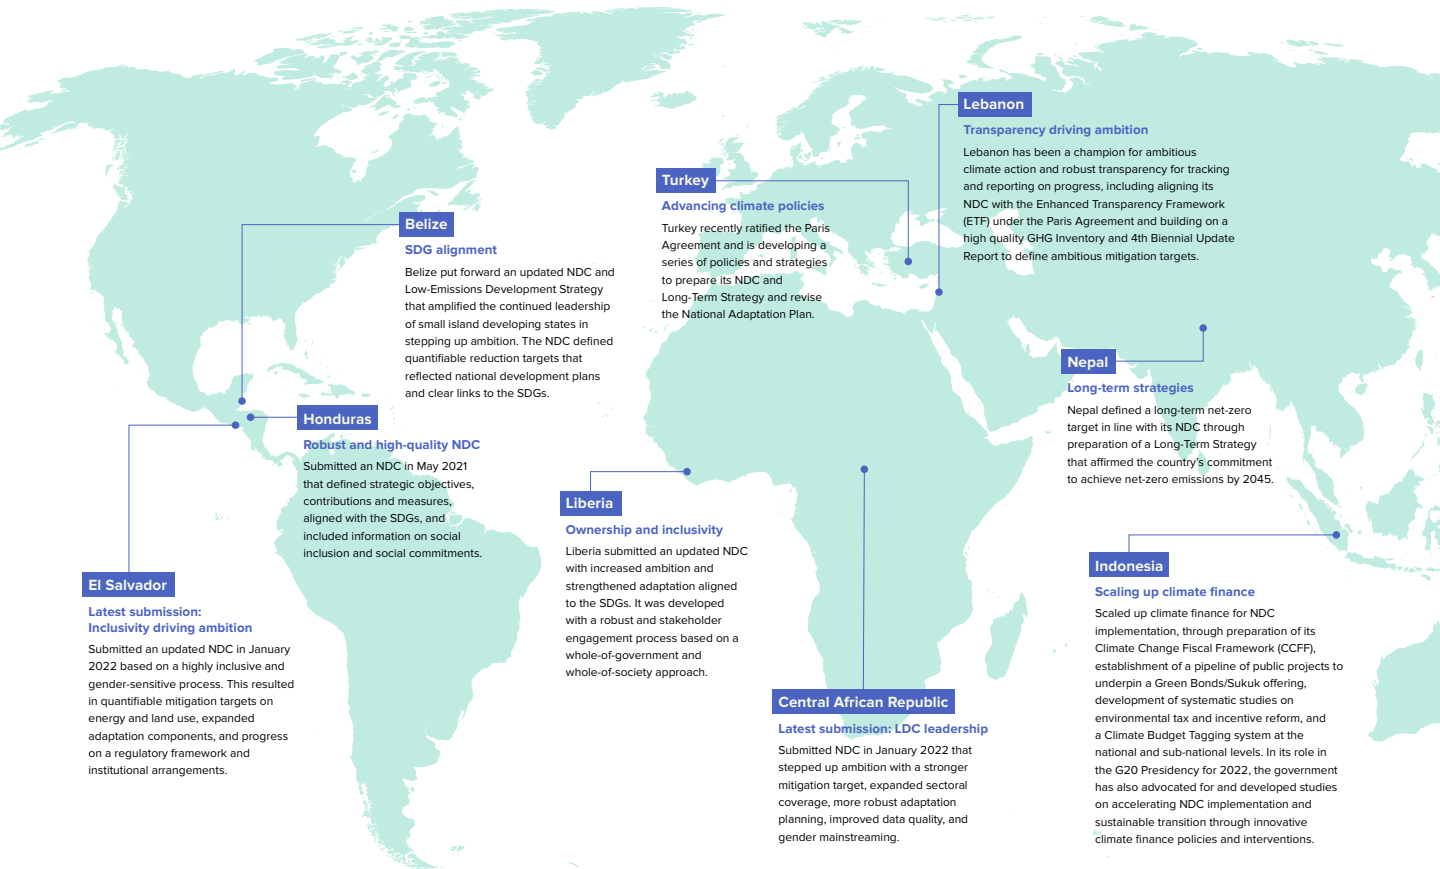 Lebanon
Transparency driving ambition
Lebanon has been a champion for ambitious
climate action and robust transparency for tracking
and reporting on progress, including aligning its
NDC with the Enhanced Transparency Framework
(ETF) under the Paris Agreement and building on a
high quality GHG Inventory and 4th Biennial Update
Report to define ambitious mitigation targets.
Turkey
Advancing climate policies
Turkey recently ratified the Paris
Agreement and is developing a
series of policies and strategies
to prepare its NDC and
Long-Term Strategy and revise
the National Adaptation Plan.
Belize
SDG alignment
Belize put forward an updated NDC and
Low-Emissions Development Strategy
that amplified the continued leadership
of small island developing states in
stepping up ambition. The NDC defined
quantifiable reduction targets that
reflected national development plans
and clear links to the SDGs.
Nepal
Long-term strategies
Nepal defined a long-term net-zero
target in line with its NDC through
preparation of a Long-Term Strategy
that affirmed the country's commitment
to achieve net-zero emissions by 2045.
Honduras
Robust and high-quality NDC
Submitted an NDC in May 2021
that defined strategic objectives,
contributions and measures,
aligned with the SDGs, and
included information on social
inclusion and social commitments.
Liberia
Ownership and inclusivity
Liberia submitted an updated NDC
with increased ambition and
strengthened adaptation aligned
to the SDGs. It was developed
with a robust and stakeholder
engagement process based on a
whole-of-government and
whole-of-society approach.
El Salvador
Latest submission:
Inclusivity driving ambition
Submitted an updated NDC in January
2022 based on a highly inclusive and
gender-sensitive process. This resulted
in quantifiable mitigation targets on
energy and land use, expanded
adaptation components, and progress
on a regulatory framework and
institutional arrangements.
Central African Republic
Latest submission: LDC leadership
Submitted NDC in January 2022 that
stepped up ambition with a stronger
mitigation target, expanded sectoral
coverage, more robust adaptation
planning, improved data quality, and
gender mainstreaming.
Indonesia
Scaling up climate finance
Scaled up climate finance for NDC
implementation, through preparation of its
Climate Change Fiscal Framework (CCFF),
establishment of a pipeline of public projects to
underpin a Green Bonds/Sukuk offering,
development of systematic studies on
environmental tax and incentive reform, and
a Climate Budget Tagging system at the
national and sub-national levels. In its role in
the G20 Presidency for 2022, the government
has also advocated for and developed studies
on accelerating NDC implementation and
sustainable transition through innovative
climate finance policies and interventions.